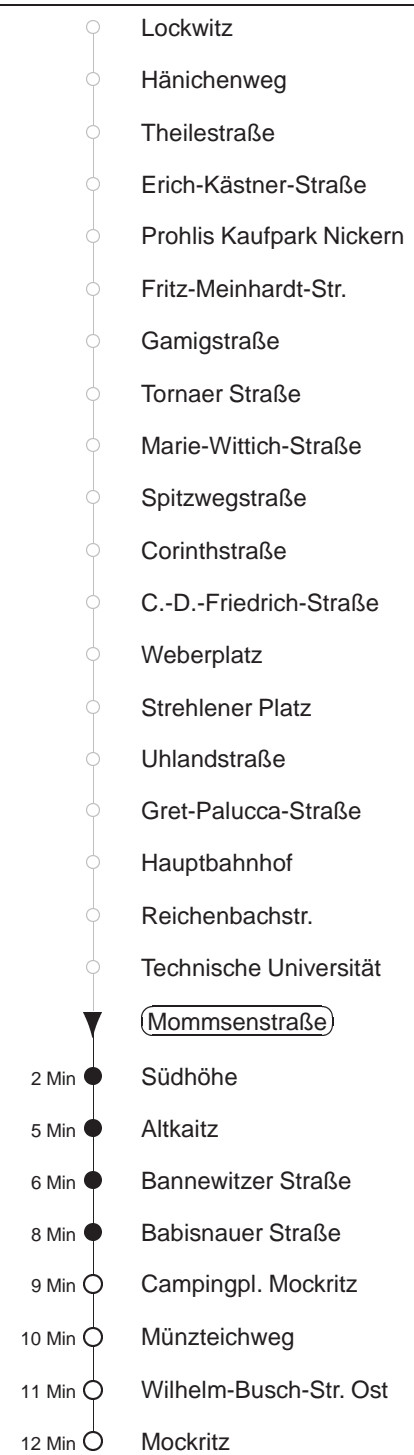 Lockwitz
Hänichenweg
Theilestraße
Erich-Kästner-Straße
Prohlis Kaufpark Nickern
Fritz-Meinhardt-Str.
Gamigstraße
Tornaer Straße
Marie-Wittich-Straße
Spitzwegstraße
Corinthstraße
C.-D.-Friedrich-Straße
Weberplatz
Strehlener Platz
Uhlandstraße
Gret-Palucca-Straße
Hauptbahnhof
Reichenbachstr.
Technische Universität
Mommsenstraße
2 Min Südhöhe
5 Min Altkaitz
6 Min Bannewitzer Straße
8 Min Babisnauer Straße
9 Min Campingpl. Mockritz
10 Min Münzteichweg
11 Min Wilhelm-Busch-Str. Ost
12 Min Mockritz